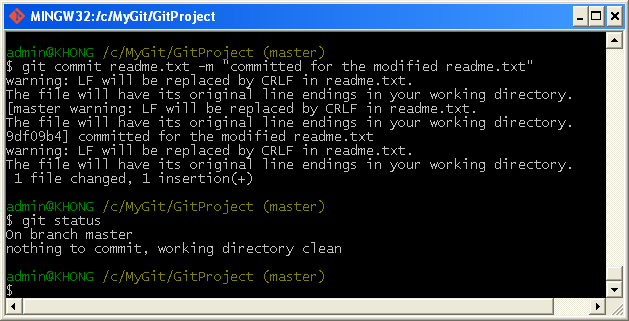 MINGW32:/c/MyGit/GitProject
admin@KHONG /c/MyGit/GitProject (master)
$ git commit readme.txt -m "committed for the modified readme.txt"
warning: LF will be replaced by CRLF in readme.txt.
The file will have its original line endings in your working directory.
[master warning: LF will be replaced by CRLF in readme.txt.
The file will have its original line endings in your working directory.
9df09b4] committed for the modified readme.txt
warning: LF will be replaced by CRLF in readme.txt.
The file will have its original line endings in your working directory.
 1 file changed, 1 insertion(+)
admin@KHONG /c/MyGit/GitProject (master)
$ git status
On branch master
nothing to commit, working directory clean
admin@KHONG /c/MyGit/GitProject (master)
$